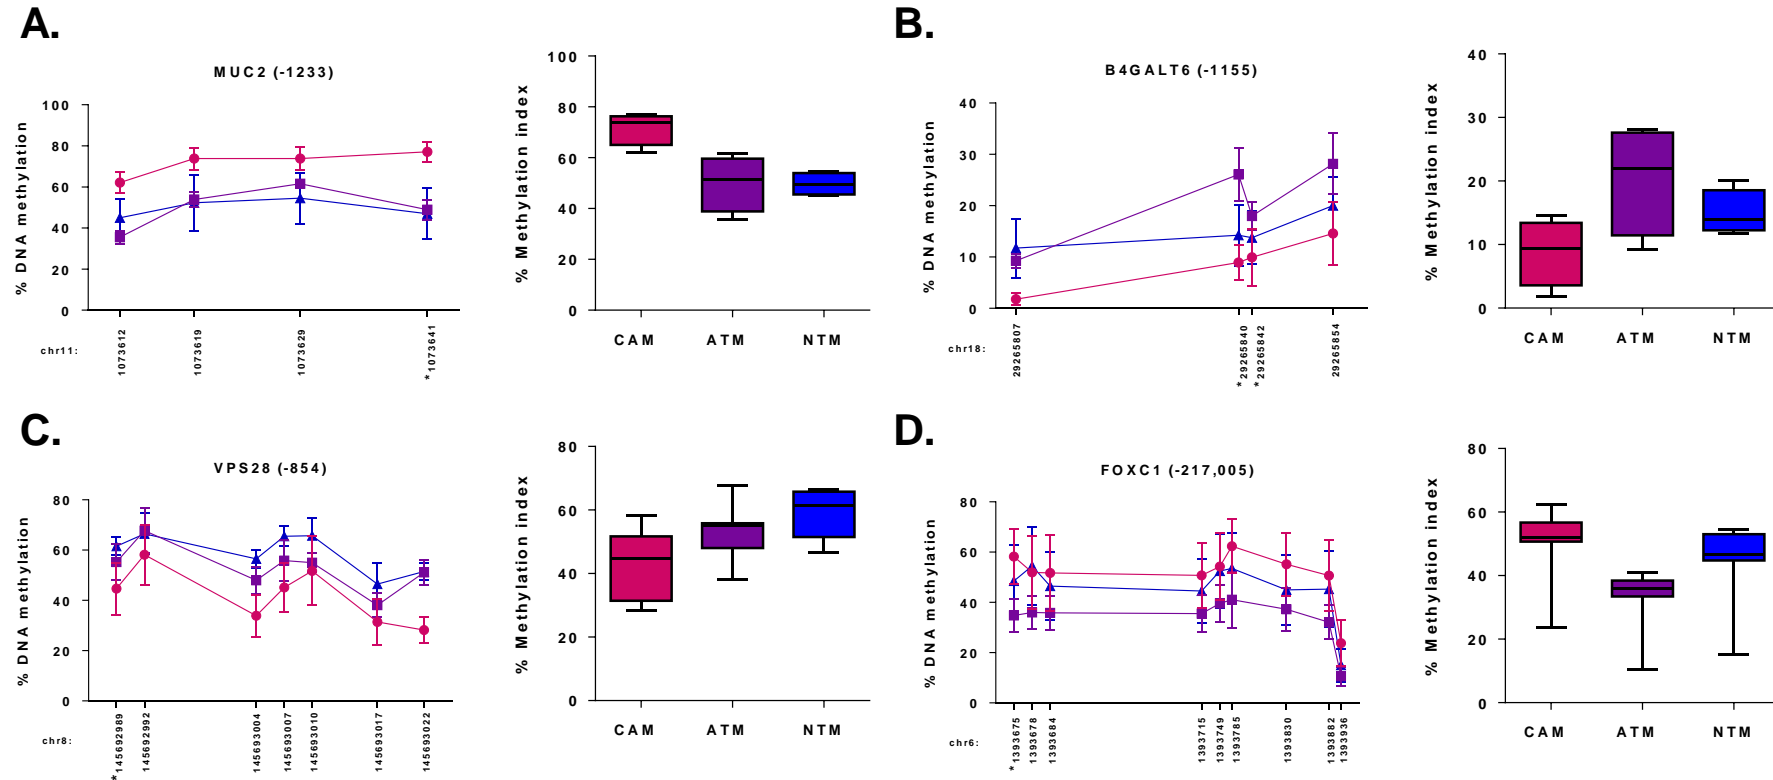 A.
MUC2 (-1233)
% DNA methylation
100
80
60
40
20
0
chr11:
1073612
1073619
1073629
*1073641
% Methylation index
100
80
60
40
20
0
CAM
ATM
NTM
B.
B4GALT6 (-1155)
% DNA methylation
40
30
20
10
0
chr18:
29265807
*29265840
*29265842
29265854
% Methylation index
40
30
20
10
0
CAM
ATM
NTM
C.
VPS28 (-854)
% DNA methylation
80
60
40
20
0
chr8:
*145692989
145692992
145693004
145693007
145693010
145693017
145693022
% Methylation index
80
60
40
20
0
CAM
ATM
NTM
D.
FOXC1 (-217,005)
% DNA methylation
80
60
40
20
0
chr6:
*1393675
1393678
1393684
1393715
1393749
1393785
1393830
1393882
1393936
% Methylation index
80
60
40
20
0
CAM
ATM
NTM